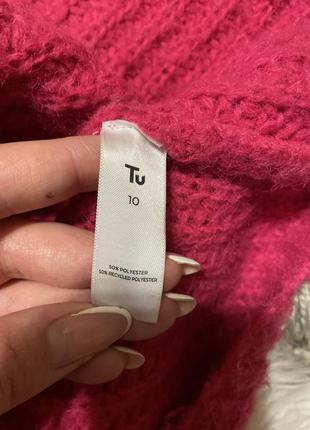 Tu
10
50% POLYESTER
50% RECYCLED POLYESTER